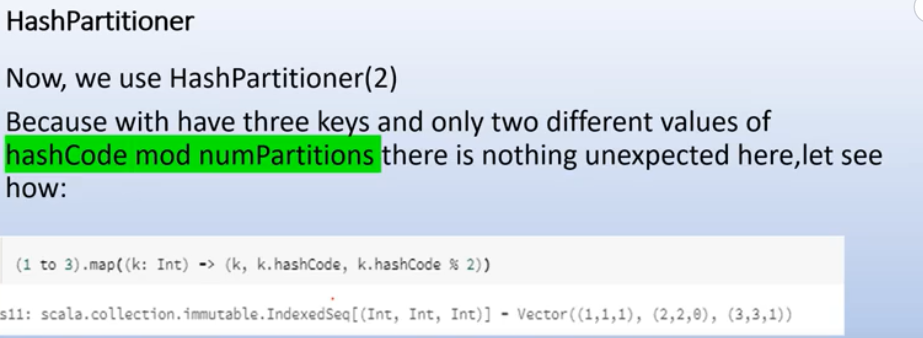 HashPartitioner
Now, we use HashPartitioner(2)
Because with have three keys and only two different values of
hashCode mod numPartitions there is nothing unexpected here,let see
how:
(1 to 3).map((k: Int) -> (k, k.hashCode, k.hashCode % 2))
s11: scala.collection.immutable.IndexedSeq[(Int, Int, Int)] - Vector((1,1,1), (2,2,0), (3,3,1))